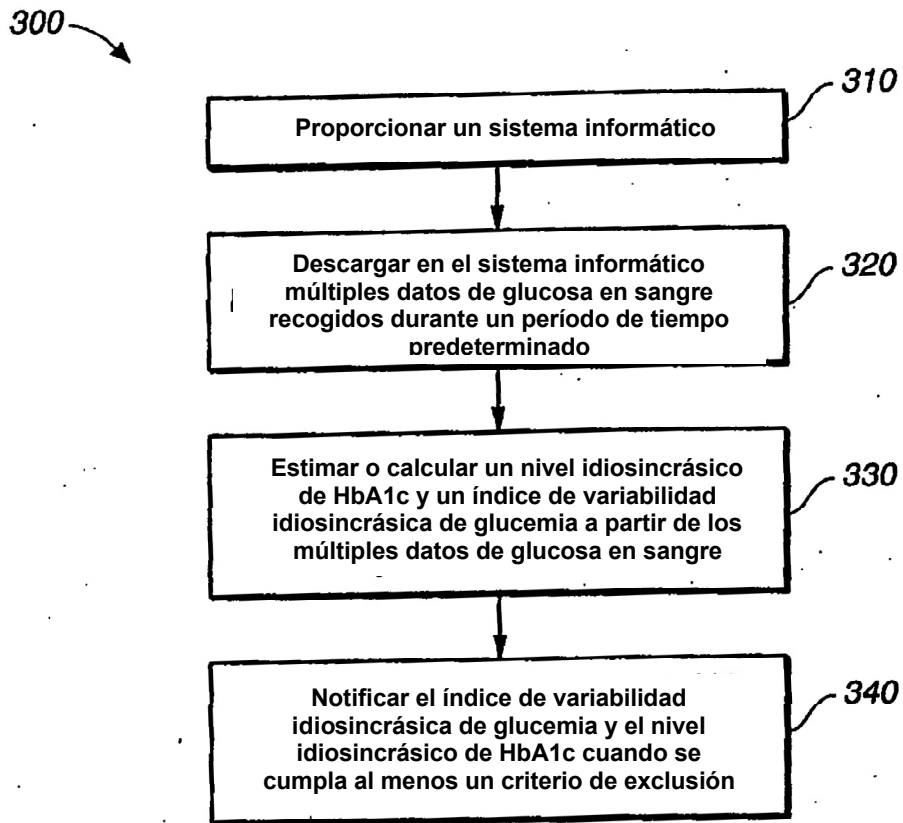 300
310
Proporcionar un sistema informático
320
Descargar en el sistema informático
múltiples datos de glucosa en sangre
recogidos durante un período de tiempo
predeterminado
330
Estimar o calcular un nivel idiosincrásico
de HbA1c y un índice de variabilidad
idiosincrásica de glucemia a partir de los
múltiples datos de glucosa en sangre
340
Notificar el índice de variabilidad
idiosincrásica de glucemia y el nivel
idiosincrásico de HbA1c cuando se
cumpla al menos un criterio de exclusión